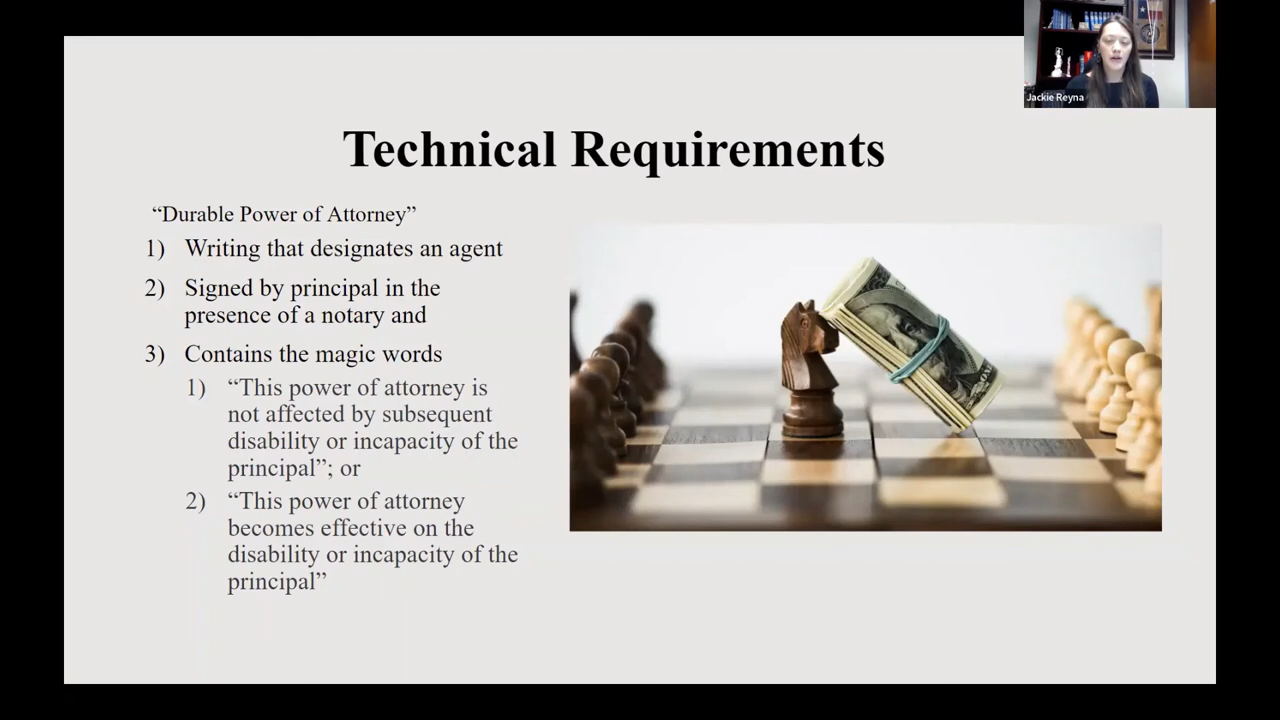 Jackie Reyna
Technical Requirements
“Durable Power of Attorney”
1) Writing that designates an agent
2) Signed by principal in the
presence of a notary and
3) Contains the magic words
1) “This power of attorney is
not affected by subsequent
disability or incapacity of the
principal”; or
2) “This power of attorney
becomes effective on the
disability or incapacity of the
principal”